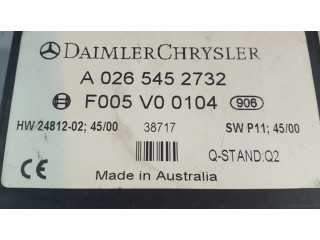 DAIMLERCHRYSLER
A 026 545 2732
F005 V0 0104 906
HW 24812-02; 45/00 38717 SW P11; 45/00
Q-STAND:Q2
CE
Made in Australia